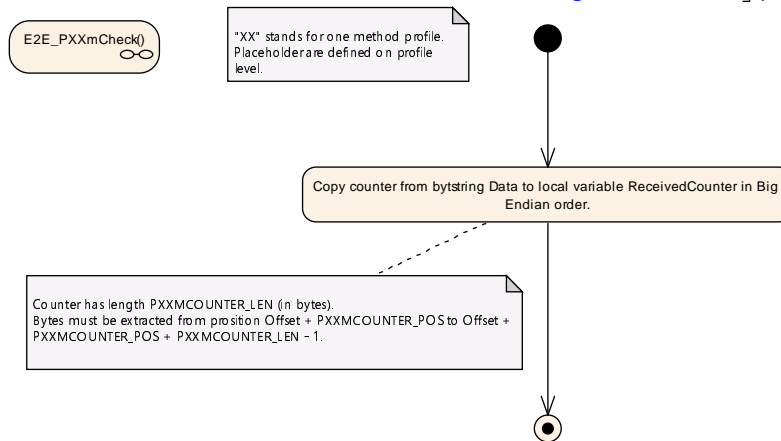 E2E_PXXmCheck()
"XX" stands for one method profile.
Placeholder are defined on profile
level.
Copy counter from bytstring Data to local variable ReceivedCounter in Big
Endian order.
Counter has length PXXMCOUNTER_LEN (in bytes).
Bytes must be extracted from prosition Offset + PXXMCOUNTER_POS to Offset +
PXXMCOUNTER_POS + PXXMCOUNTER_LEN - 1.